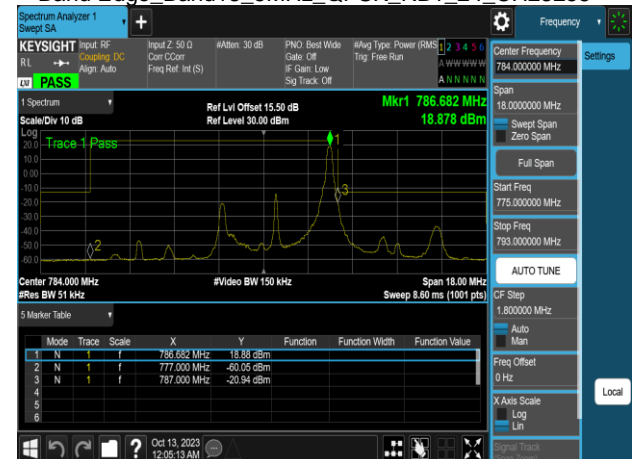 Spectrum Analyzer 1
Swept SA
Frequency
KEYSIGHT
RL
Input: RF
Coupling: DC
Align: Auto
Input Z: 50 Ω
Corr CCorr
Freq Ref: Int (S)
#Atten: 30 dB
PNO: Best Wide
Gate: Off
IF Gain: Low
Sig Track: Off
#Avg Type: Power (RMS
Trig: Free Run
1 2 3 4 5 6
A W W W W W
A N N N N N
LXI PASS
1 Spectrum
Scale/Div 10 dB
Ref Lvl Offset 15.50 dB
Ref Level 30.00 dBm
Mkr1 786.682 MHz
18.878 dBm
Log
Trace 1 Pass
20.0
10.0
0.00
-10.0
-20.0
-30.0
-40.0
-50.0
-60.0
1
2
3
Center 784.000 MHz
#Res BW 51 kHz
#Video BW 150 kHz
Span 18.00 MHz
Sweep 8.60 ms (1001 pts)
5 Marker Table
Mode Trace Scale X Y Function Function Width Function Value
1 N 1 f 786.682 MHz 18.88 dBm
2 N 1 f 777.000 MHz -60.05 dBm
3 N 1 f 787.000 MHz -20.94 dBm
4
5
6
Oct 13, 2023
12:05:13 AM
Center Frequency
784.000000 MHz
Settings
Span
18.0000000 MHz
Swept Span
Zero Span
Full Span
Start Freq
775.000000 MHz
Stop Freq
793.000000 MHz
AUTO TUNE
CF Step
1.800000 MHz
Auto
Man
Freq Offset
0 Hz
X Axis Scale
Log
Lin
Local
Signal Track